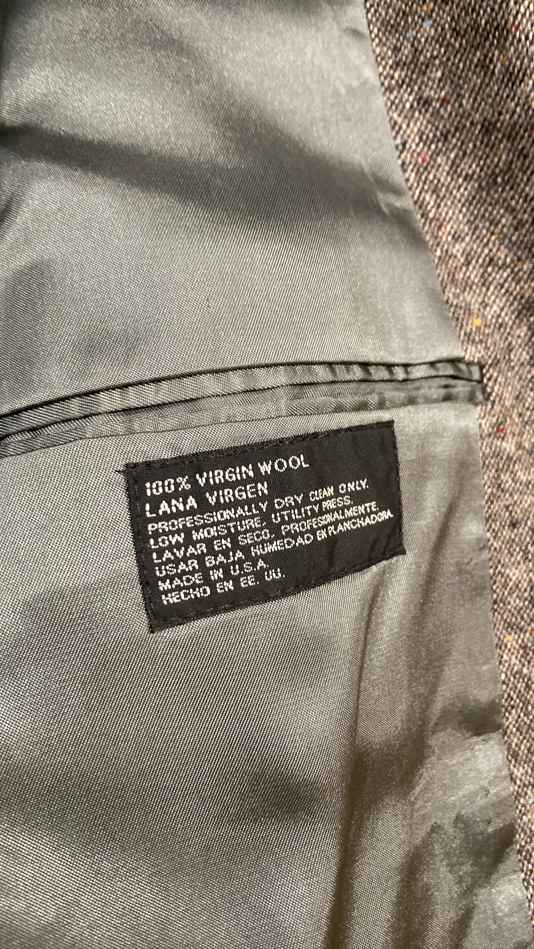 100% VIRGIN WOOL
LANA VIRGEN
PROFESSIONALLY DRY CLEAN ONLY.
LOW MOISTURE, UTILITY PRESS.
LAVAR EN SECO, PROFESIONALMENTE.
USAR BAJA HUMEDAD EN PLANCHADORA.
MADE IN U.S.A.
HECHO EN EE. UU.